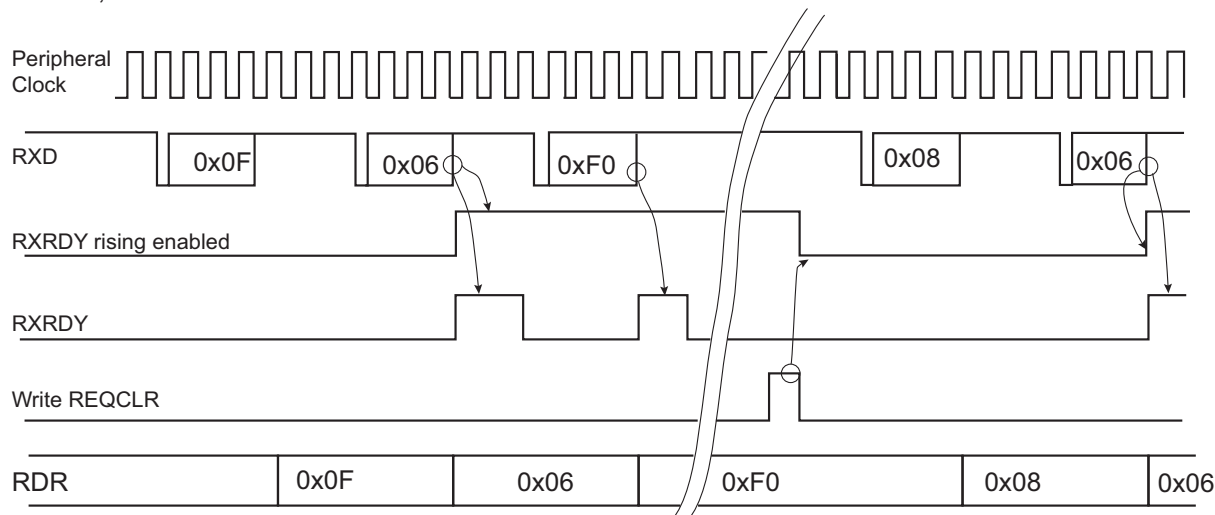 Peripheral
Clock
RXD 0x0F 0x06 0xF0 0x08 0x06
RXRDY rising enabled
RXRDY
Write REQCLR
RDR 0x0F 0x06 0xF0 0x08 0x06